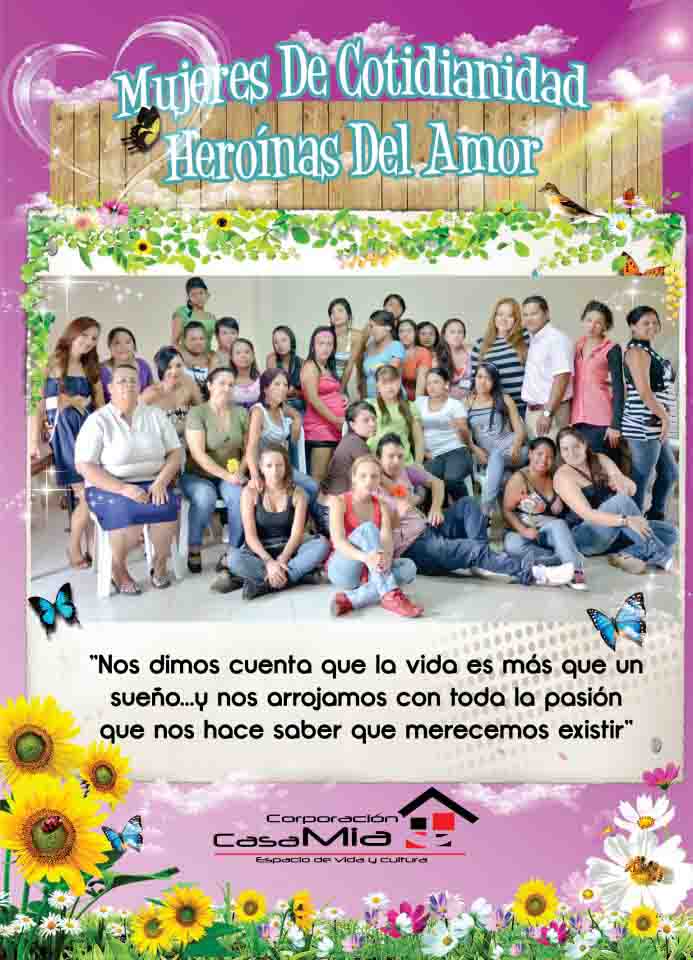 Mujeres De Cotidianidad
Heroínas Del Amor
"Nos dimos cuenta que la vida es más que un
sueño...y nos arrojamos con toda la pasión
que nos hace saber que merecemos existir"
Corporación
CasaMia
Espacio de vida y cultura